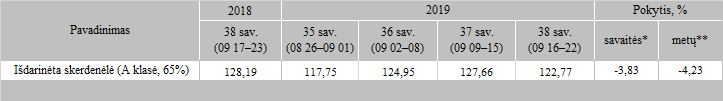 Pavadinimas 2018 2019 Pokytis, %
38 sav. (09 17–23) 35 sav. (08 26–09 01) 36 sav. (09 02–08) 37 sav. (09 09–15) 38 sav. (09 16–22) savaitės* metų**
Išdarinėta skerdenėlė (A klasė, 65%) 128,19 117,75 124,95 127,66 122,77 -3,83 -4,23